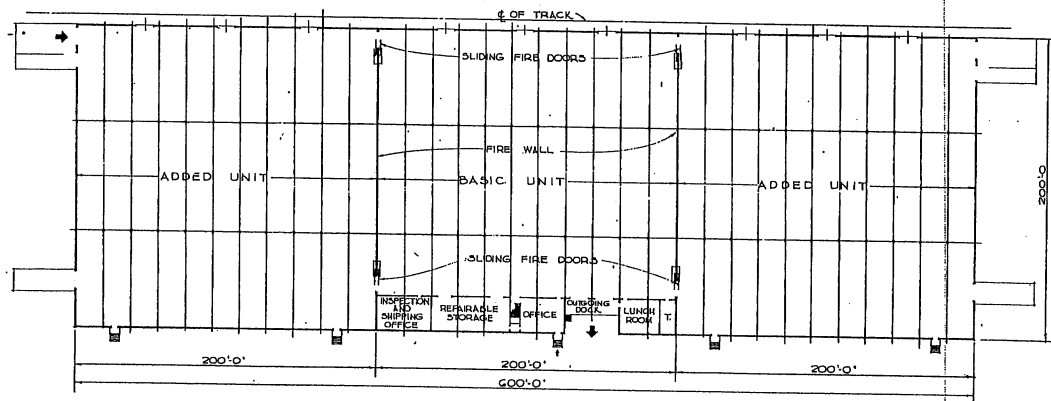 ℄ OF TRACK
SLIDING FIRE DOORS
FIRE WALL
ADDED UNIT
BASIC UNIT
ADDED UNIT
200'-0
SLIDING FIRE DOORS
INSPECTION
AND
SHIPPING
OFFICE
REPAIRABLE
STORAGE
OFFICE
OUTGOING
DOCK
LUNCH
ROOM
T.
200'-0"
200'-0"
200'-0"
600'-0"